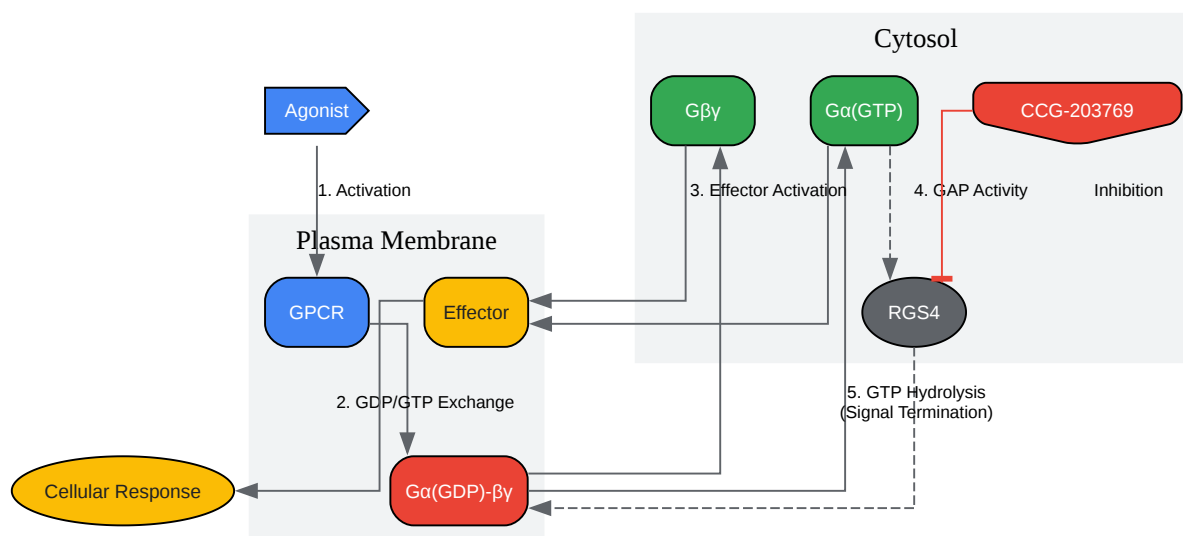 Cytosol
Agonist
Gβγ
Gα(GTP)
CCG-203769
1. Activation
3. Effector Activation
4. GAP Activity
Inhibition
Plasma Membrane
GPCR
Effector
RGS4
2. GDP/GTP Exchange
5. GTP Hydrolysis
(Signal Termination)
Cellular Response
Gα(GDP)-βγ